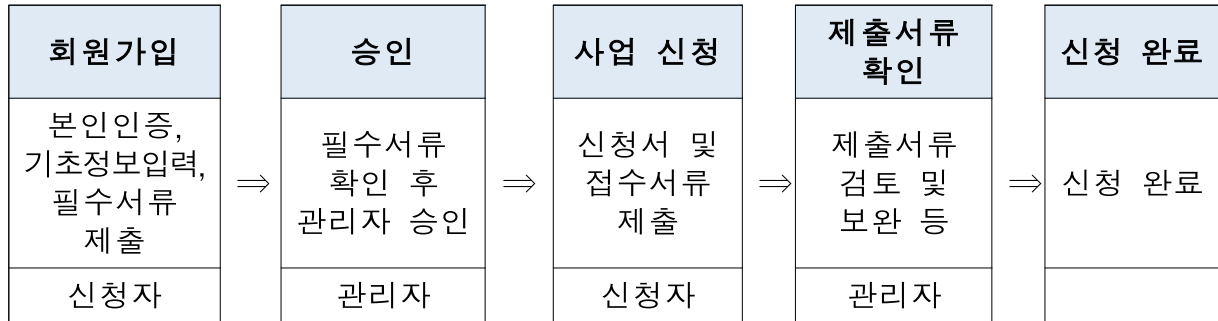 회원가입
승인
사업 신청
제출서류
확인
신청 완료
본인인증,
기초정보입력,
필수서류
제출
⇒
필수서류
확인 후
관리자 승인
⇒
신청서 및
접수서류
제출
⇒
제출서류
검토 및
보완 등
⇒
신청 완료
신청자
관리자
신청자
관리자